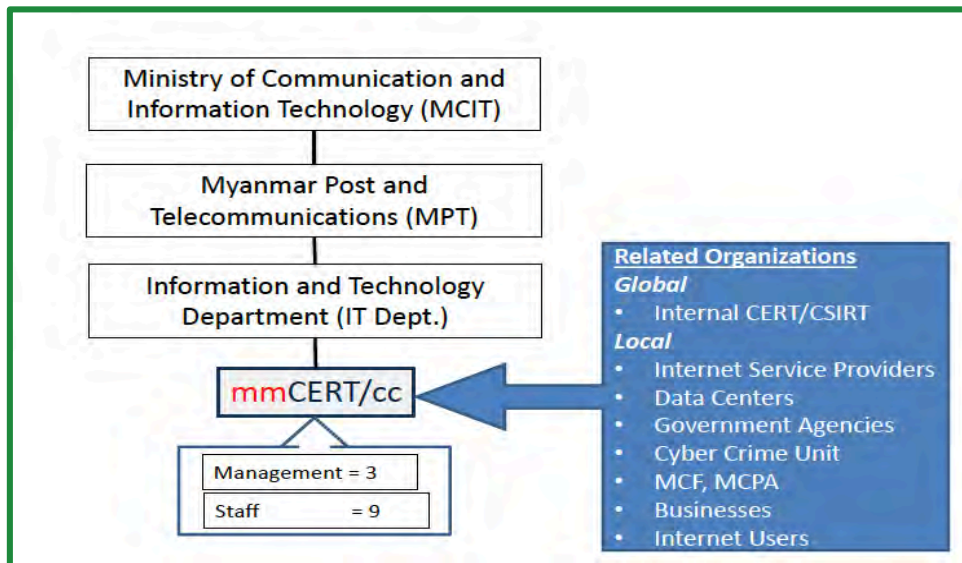 Ministry of Communication and
Information Technology (MCIT)
Myanmar Post and
Telecommunications (MPT)
Information and Technology
Department (IT Dept.)
mmCERT/cc
Management = 3
Staff = 9
Related Organizations
Global
• Internal CERT/CSIRT
Local
• Internet Service Providers
• Data Centers
• Government Agencies
• Cyber Crime Unit
• MCF, MCPA
• Businesses
• Internet Users